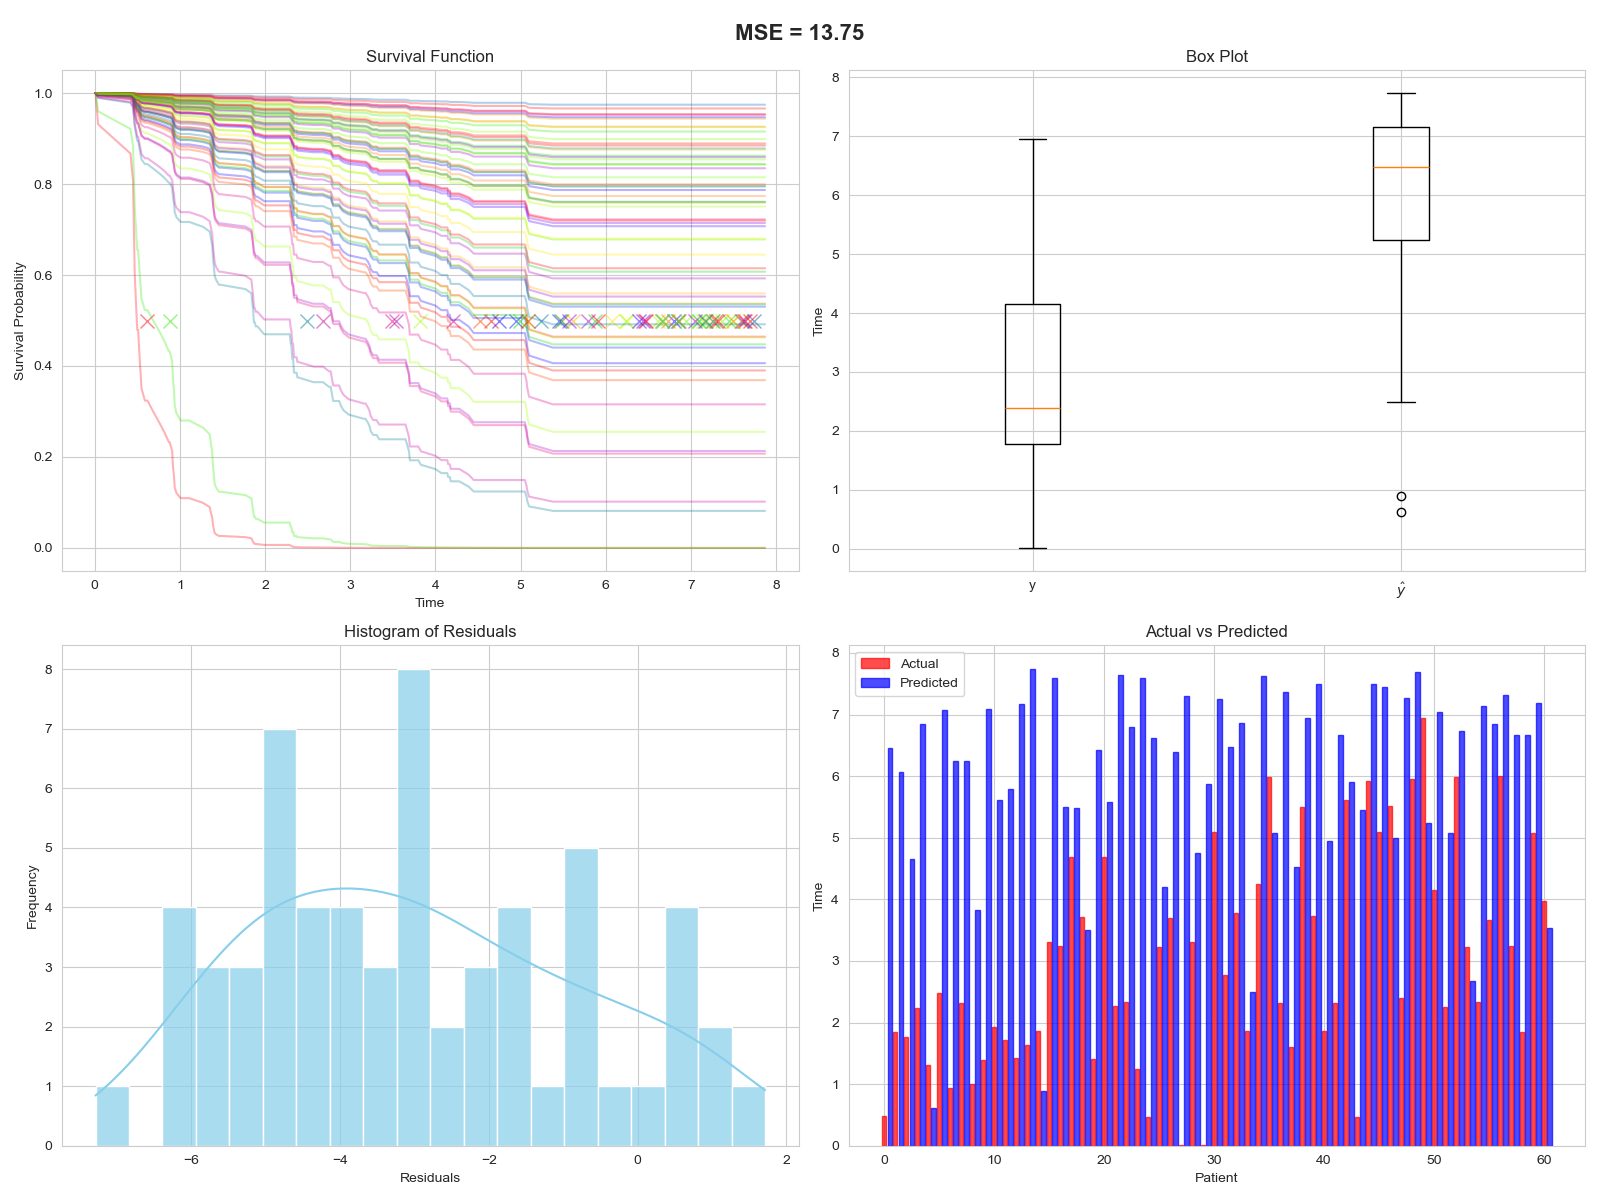 MSE = 13.75
Survival Function
1.0
0.8
0.6
0.4
0.2
0.0
Survival Probability
0 1 2 3 4 5 6 7 8
Time
Box Plot
8
7
6
5
4
3
2
1
0
Time
y ŷ
Histogram of Residuals
8
7
6
5
4
3
2
1
0
Frequency
−6 −4 −2 0 2
Residuals
Actual vs Predicted
Actual
Predicted
8
7
6
5
4
3
2
1
0
Time
0 10 20 30 40 50 60
Patient